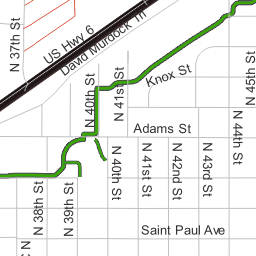 N 37th St
US Hwy 6
David Murdock Trl
N 40th St
N 41st St
Knox St
N 45th St
Adams St
N 44th St
N 40th St
N 41st St
N 42nd St
N 43rd St
N 38th St
N 39th St
Saint Paul Ave